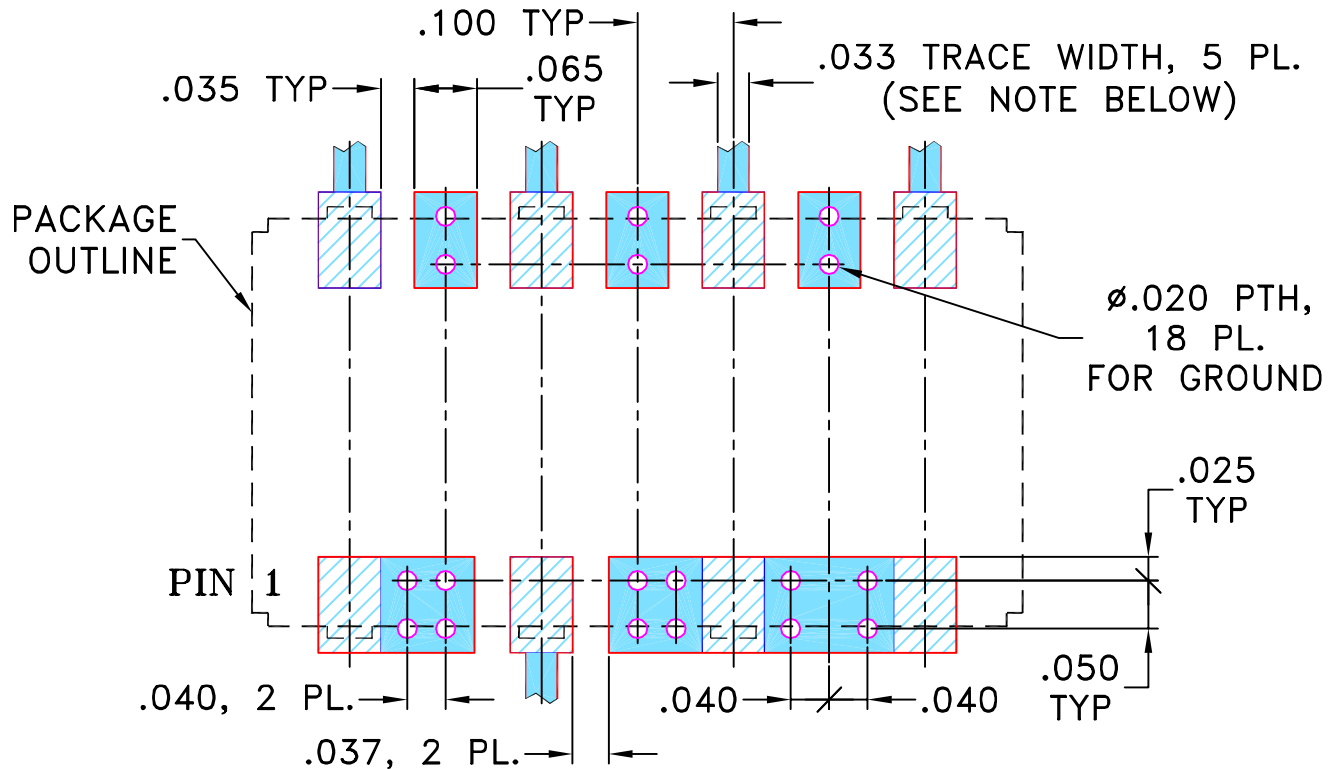 .100 TYP
.033 TRACE WIDTH, 5 PL.
(SEE NOTE BELOW)
.035 TYP
.065
TYP
PACKAGE
OUTLINE
ø.020 PTH,
18 PL.
FOR GROUND
.025
TYP
PIN 1
.050
TYP
.040, 2 PL.
.040
.040
.037, 2 PL.